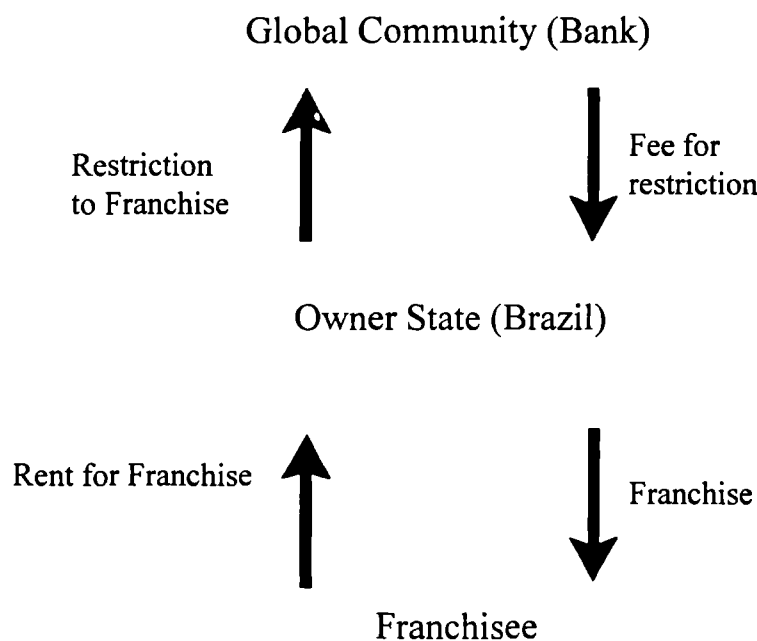 Global Community (Bank)
Restriction
to Franchise
Fee for
restriction
Owner State (Brazil)
Rent for Franchise
Franchise
Franchisee